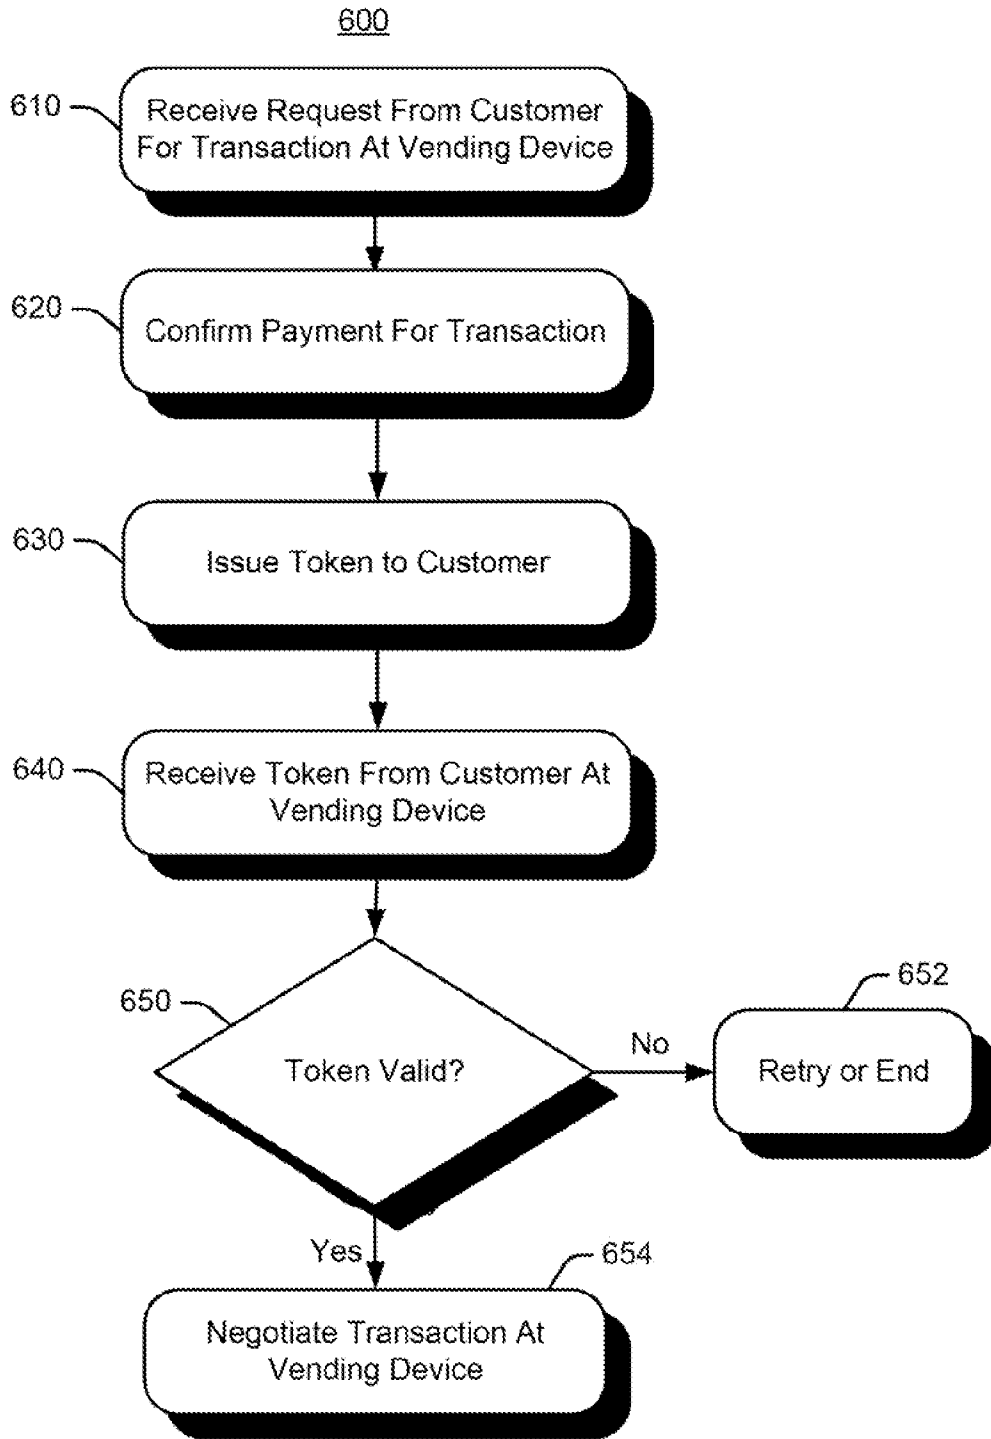 600
610
Receive Request From Customer
For Transaction At Vending Device
620
Confirm Payment For Transaction
630
Issue Token to Customer
640
Receive Token From Customer At
Vending Device
650
Token Valid?
No
652
Retry or End
Yes
654
Negotiate Transaction At
Vending Device